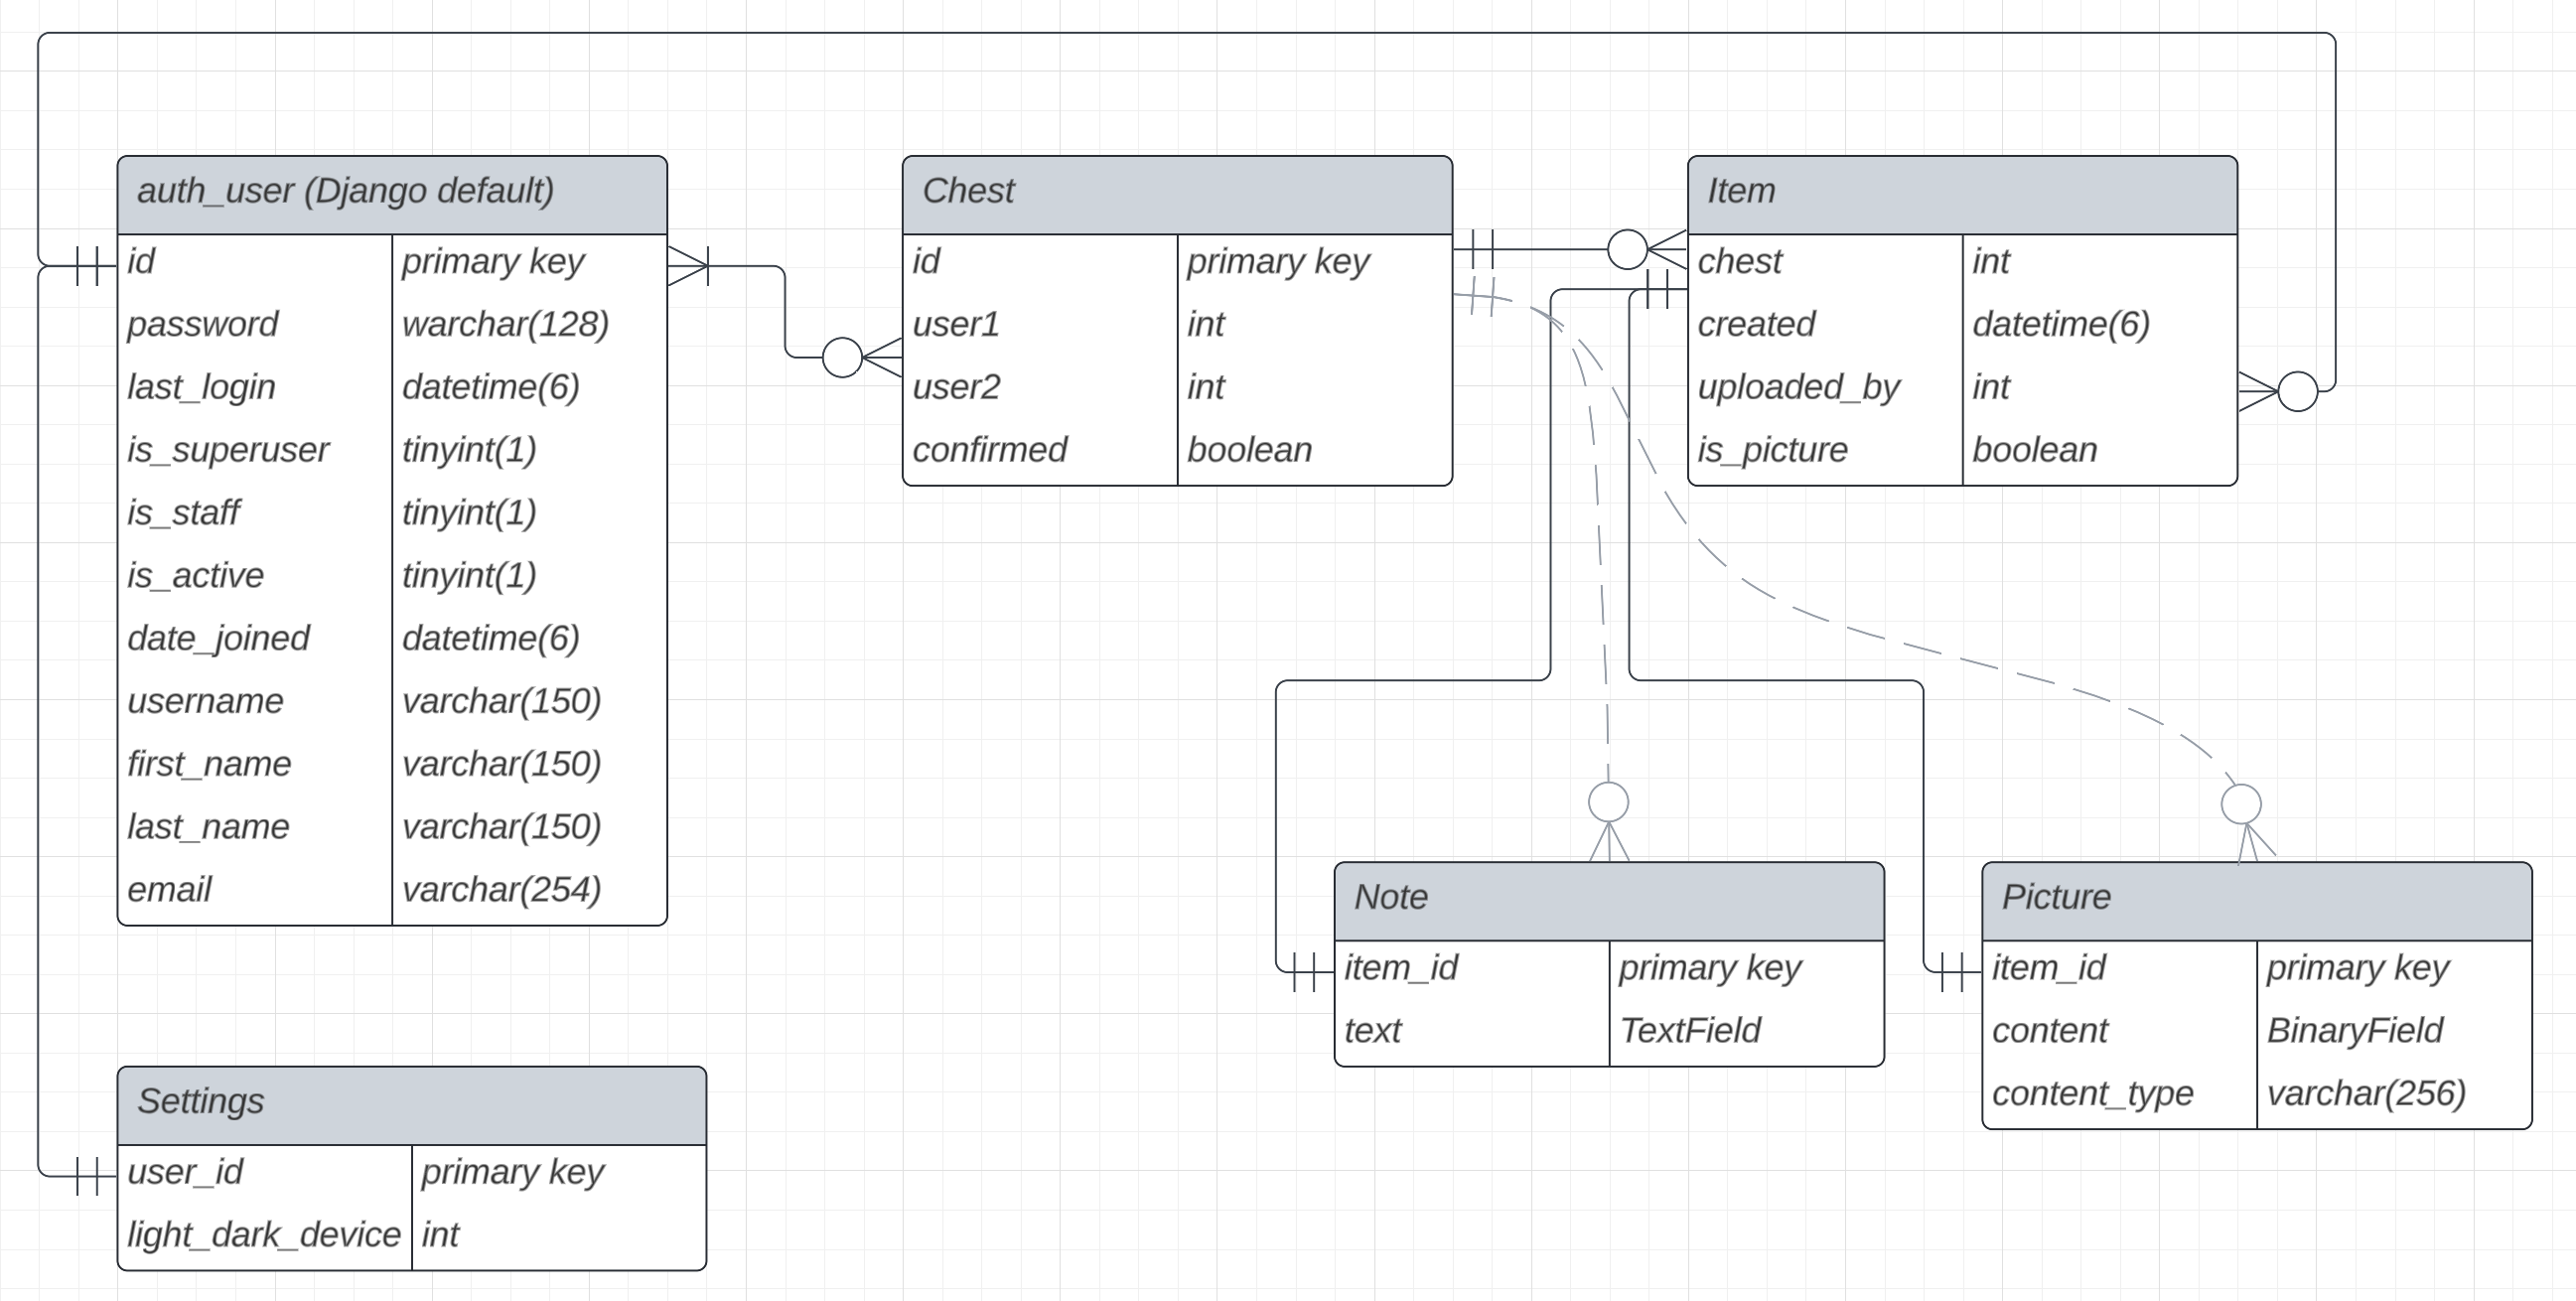 auth_user (Django default)
id primary key
password warchar(128)
last_login datetime(6)
is_superuser tinyint(1)
is_staff tinyint(1)
is_active tinyint(1)
date_joined datetime(6)
username varchar(150)
first_name varchar(150)
last_name varchar(150)
email varchar(254)
Chest
id primary key
user1 int
user2 int
confirmed boolean
Item
chest int
created datetime(6)
uploaded_by int
is_picture boolean
Note
item_id primary key
text TextField
Picture
item_id primary key
content BinaryField
content_type varchar(256)
Settings
user_id primary key
light_dark_device int